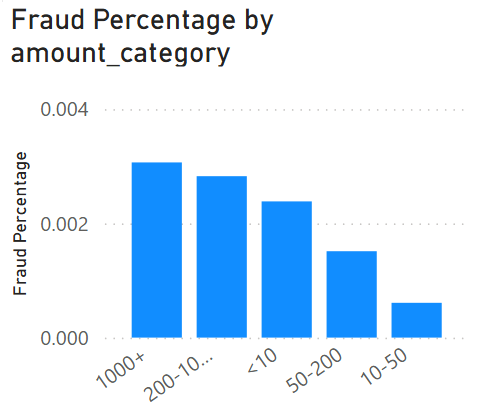 Fraud Percentage by
amount_category
0.004
0.002
0.000
Fraud Percentage
1000+
200-10...
<10
50-200
10-50